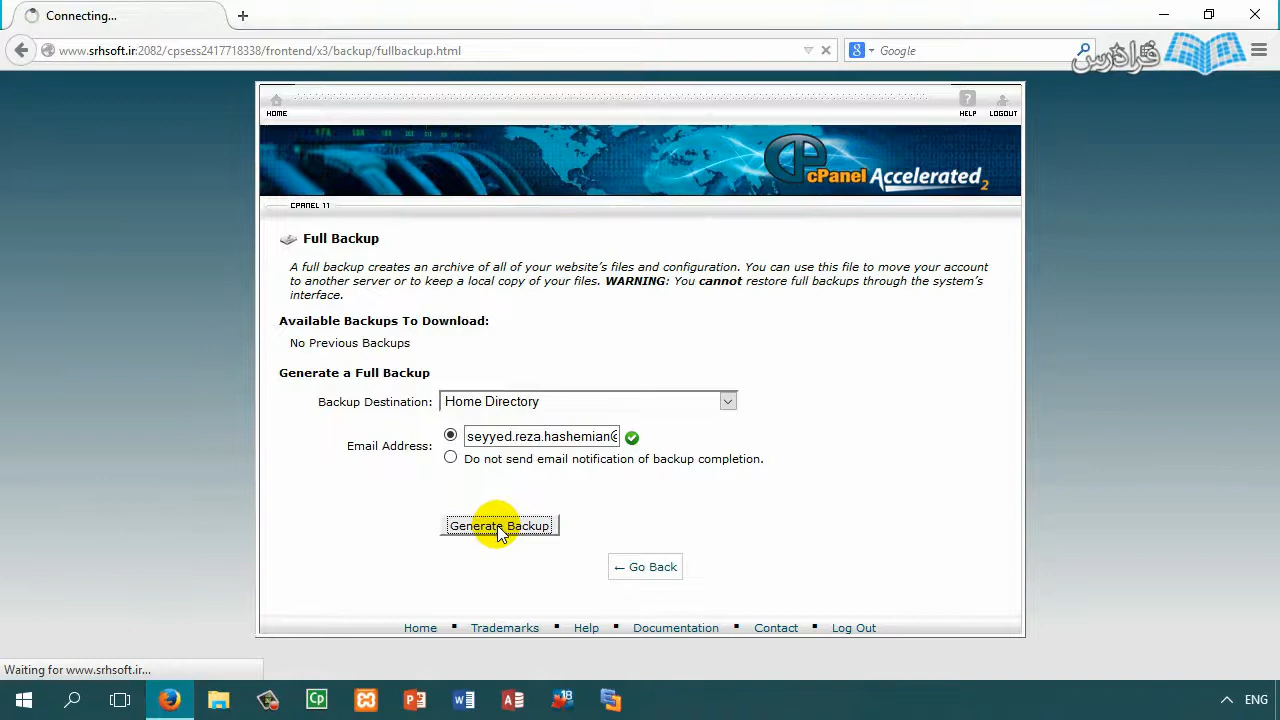 Connecting...
www.srhsoft.ir:2082/cpsess2417718338/frontend/x3/backup/fullbackup.html
Google
فرادرس
HOME
HELP
LOGOUT
cPanel Accelerated2
CPANEL 11
Full Backup
A full backup creates an archive of all of your website's files and configuration. You can use this file to move your account
to another server or to keep a local copy of your files. WARNING: You cannot restore full backups through the system's
interface.
Available Backups To Download:
No Previous Backups
Generate a Full Backup
Backup Destination: Home Directory
Email Address: seyyed.reza.hashemian@
Do not send email notification of backup completion.
Generate Backup
← Go Back
Home ▪ Trademarks ▪ Help ▪ Documentation ▪ Contact ▪ Log Out
Waiting for www.srhsoft.ir...
ENG